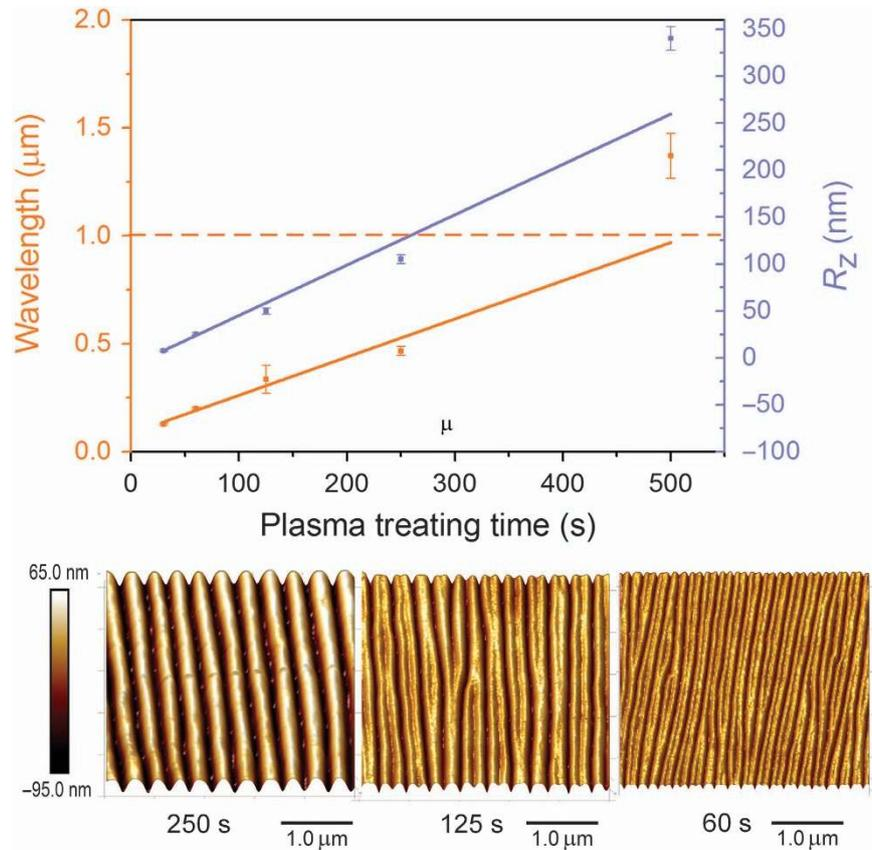 2.0
1.5
1.0
0.5
0.0
Wavelength (μm)
350
300
250
200
150
100
50
0
–50
–100
Rz (nm)
μ
0 100 200 300 400 500
Plasma treating time (s)
65.0 nm
–95.0 nm
250 s 1.0 μm
125 s 1.0 μm
60 s 1.0 μm